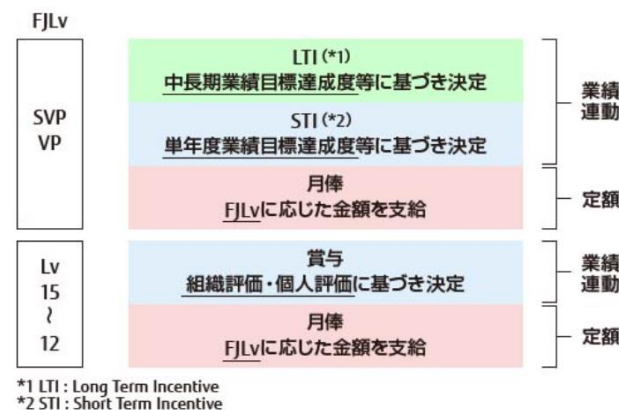 FJLv
SVP
VP
LTI (*1)
中長期業績目標達成度等に基づき決定
STI (*2)
単年度業績目標達成度等に基づき決定
月俸
FJLvに応じた金額を支給
業績
連動
定額
Lv
15
~
12
賞与
組織評価・個人評価に基づき決定
月俸
FJLvに応じた金額を支給
業績
連動
定額
*1 LTI : Long Term Incentive
*2 STI : Short Term Incentive